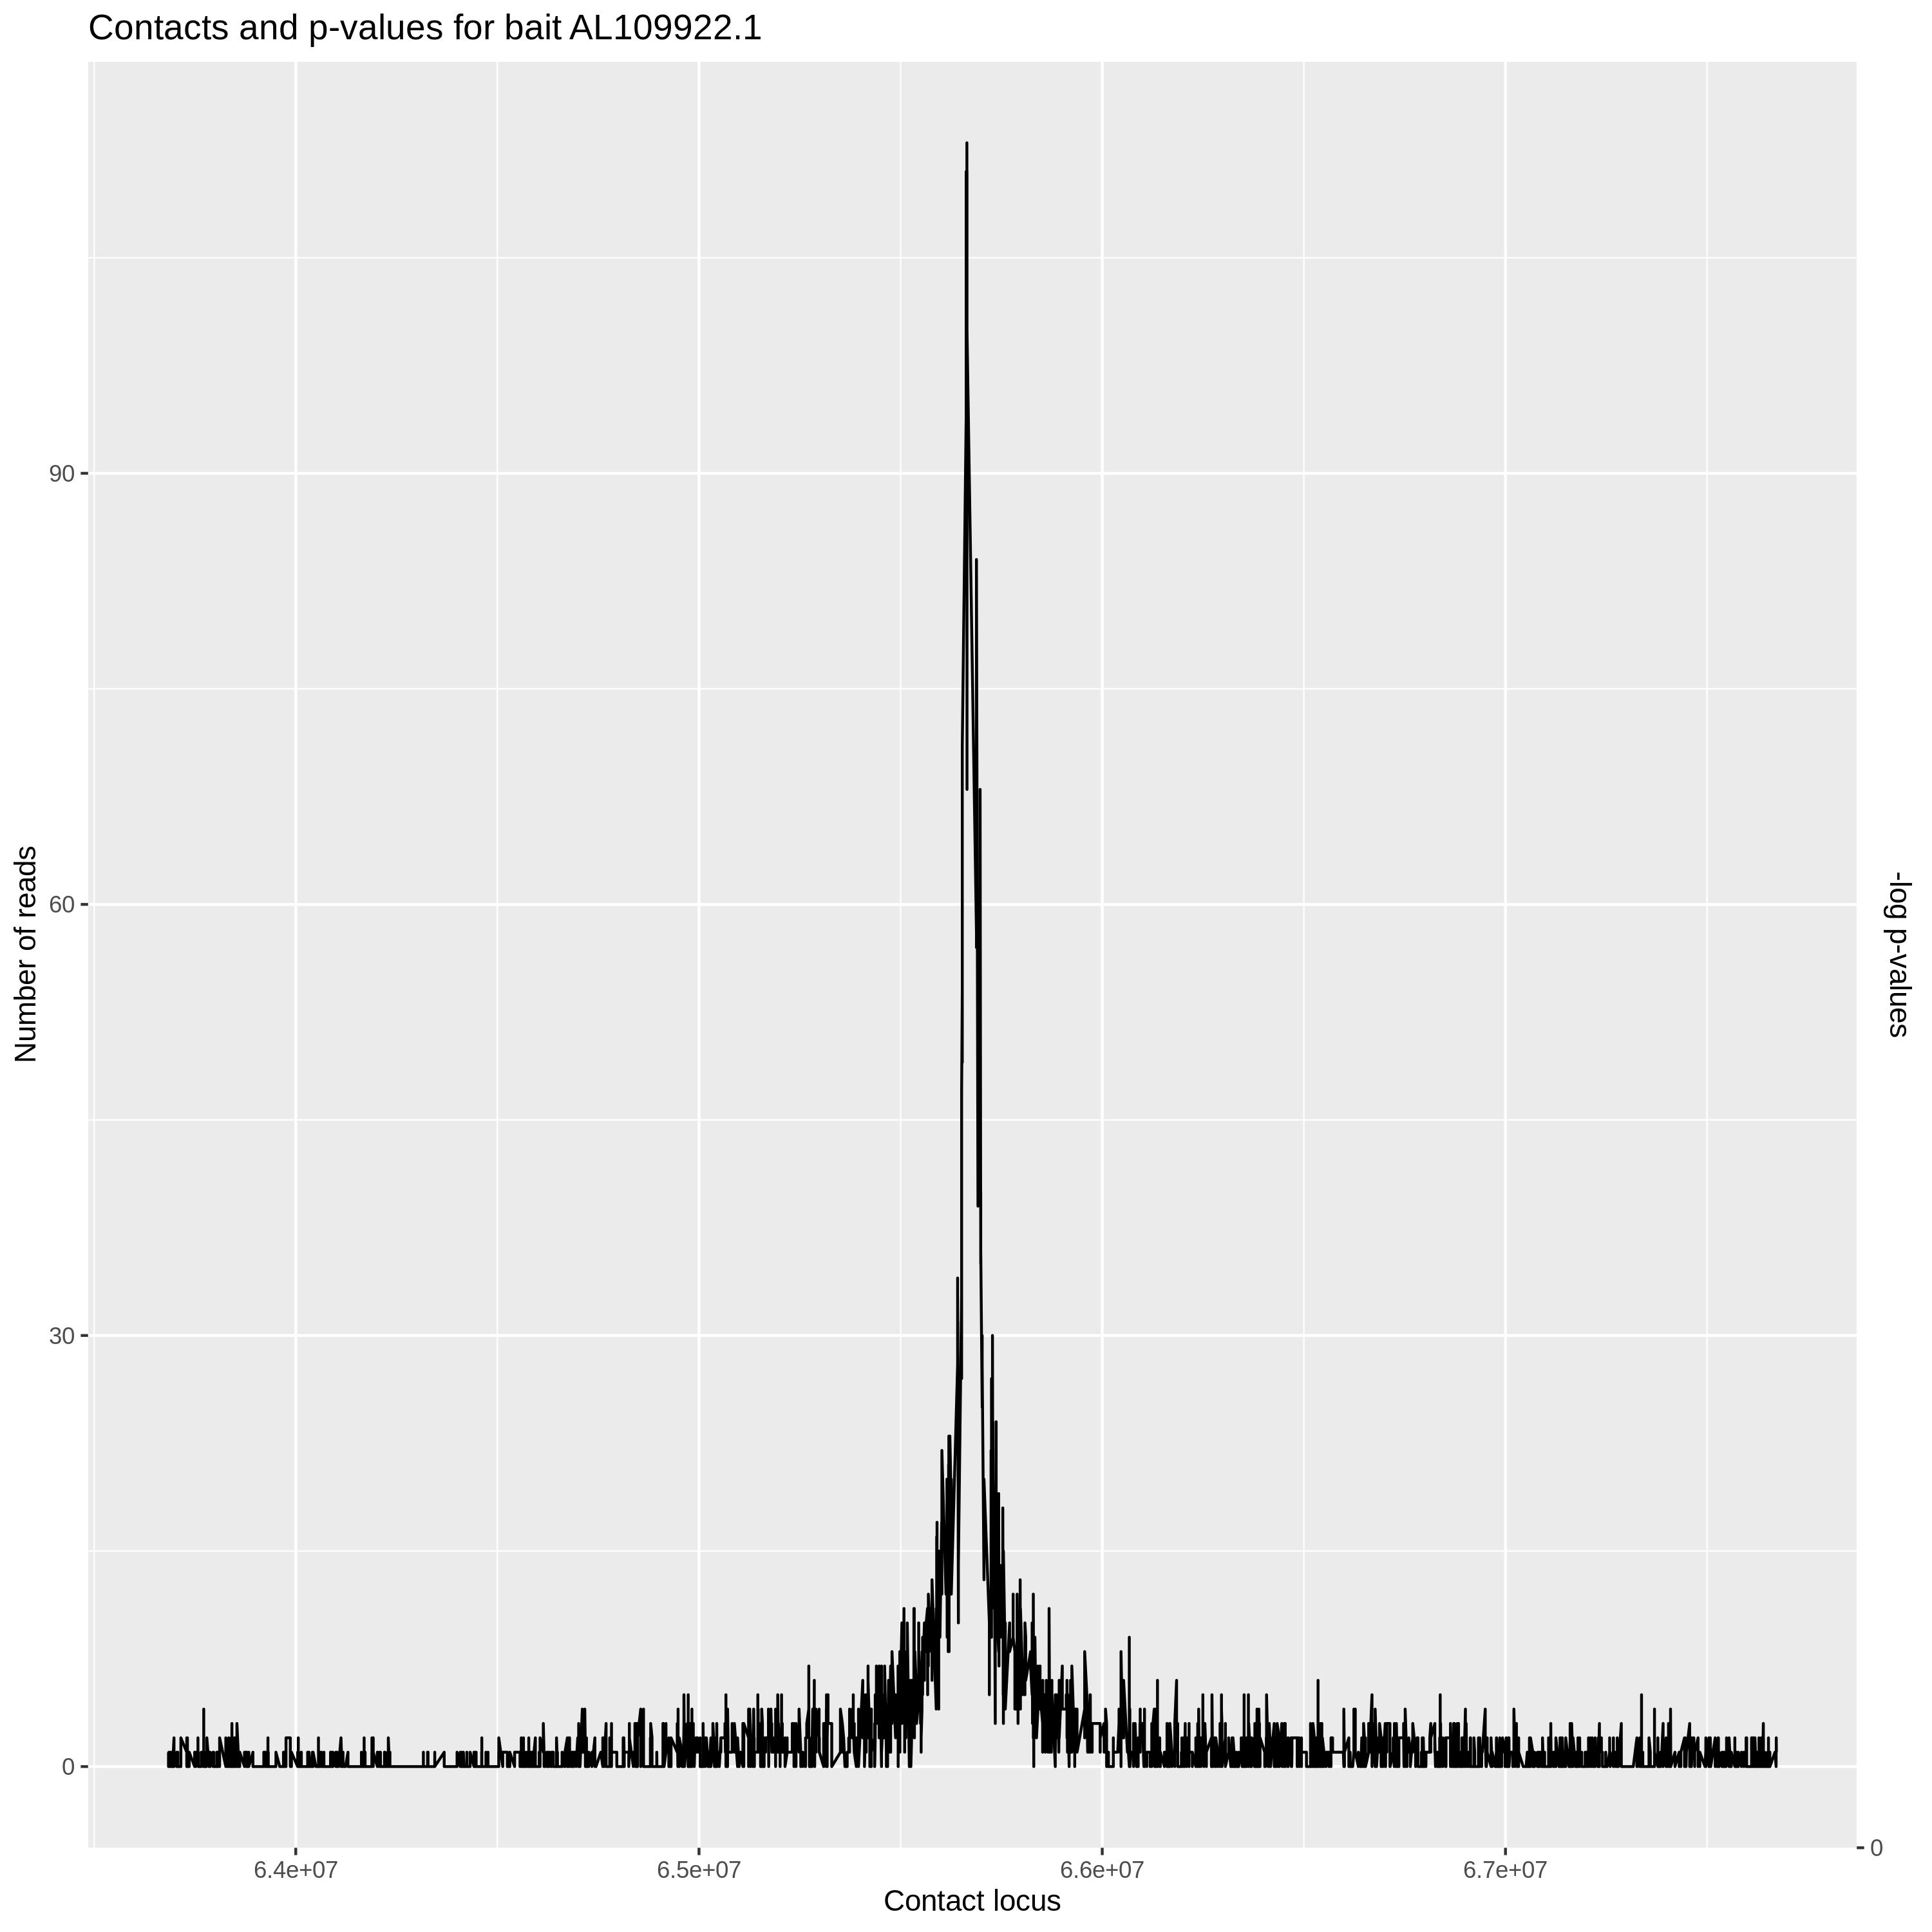 Contacts and p-values for bait AL109922.1
Number of reads
90
60
30
0
6.4e+07
6.5e+07
6.6e+07
6.7e+07
Contact locus
0
-log p-values